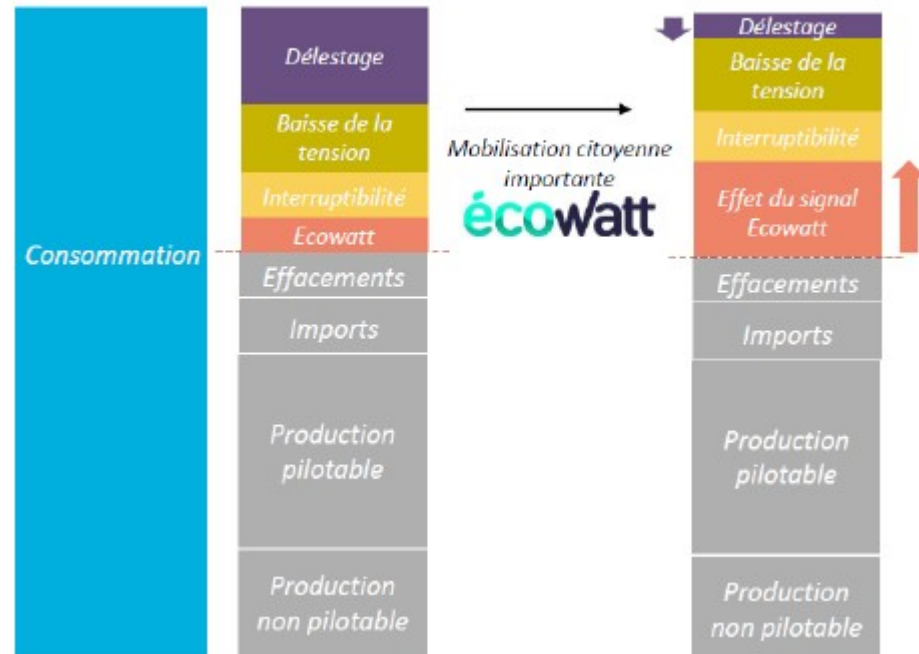 Consommation
Délestage
Baisse de la
tension
Interruptibilité
Ecowatt
Effacements
Imports
Production
pilotable
Production
non pilotable
Mobilisation citoyenne
importante
écowatt
Délestage
Baisse de la
tension
Interruptibilité
Effet du signal
Ecowatt
Effacements
Imports
Production
pilotable
Production
non pilotable